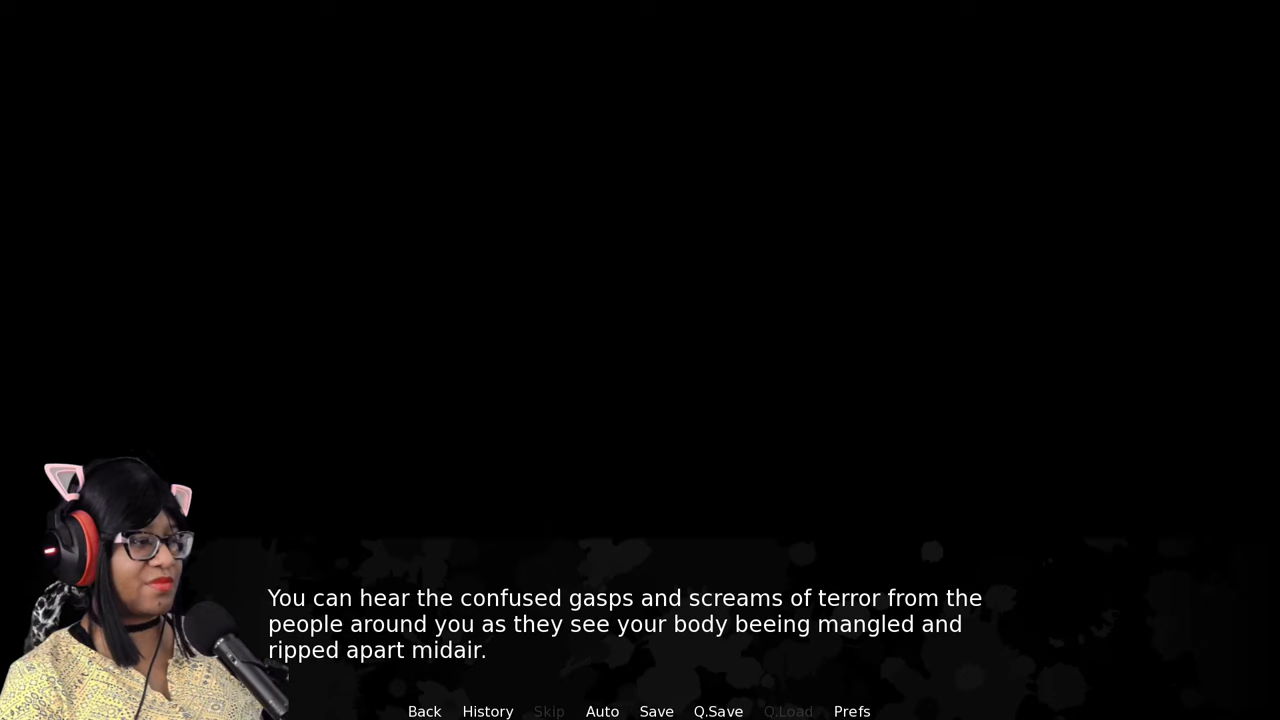 You can hear the confused gasps and screams of terror from the
people around you as they see your body beeing mangled and
ripped apart midair.
Back History Skip Auto Save Q.Save Q.Load Prefs